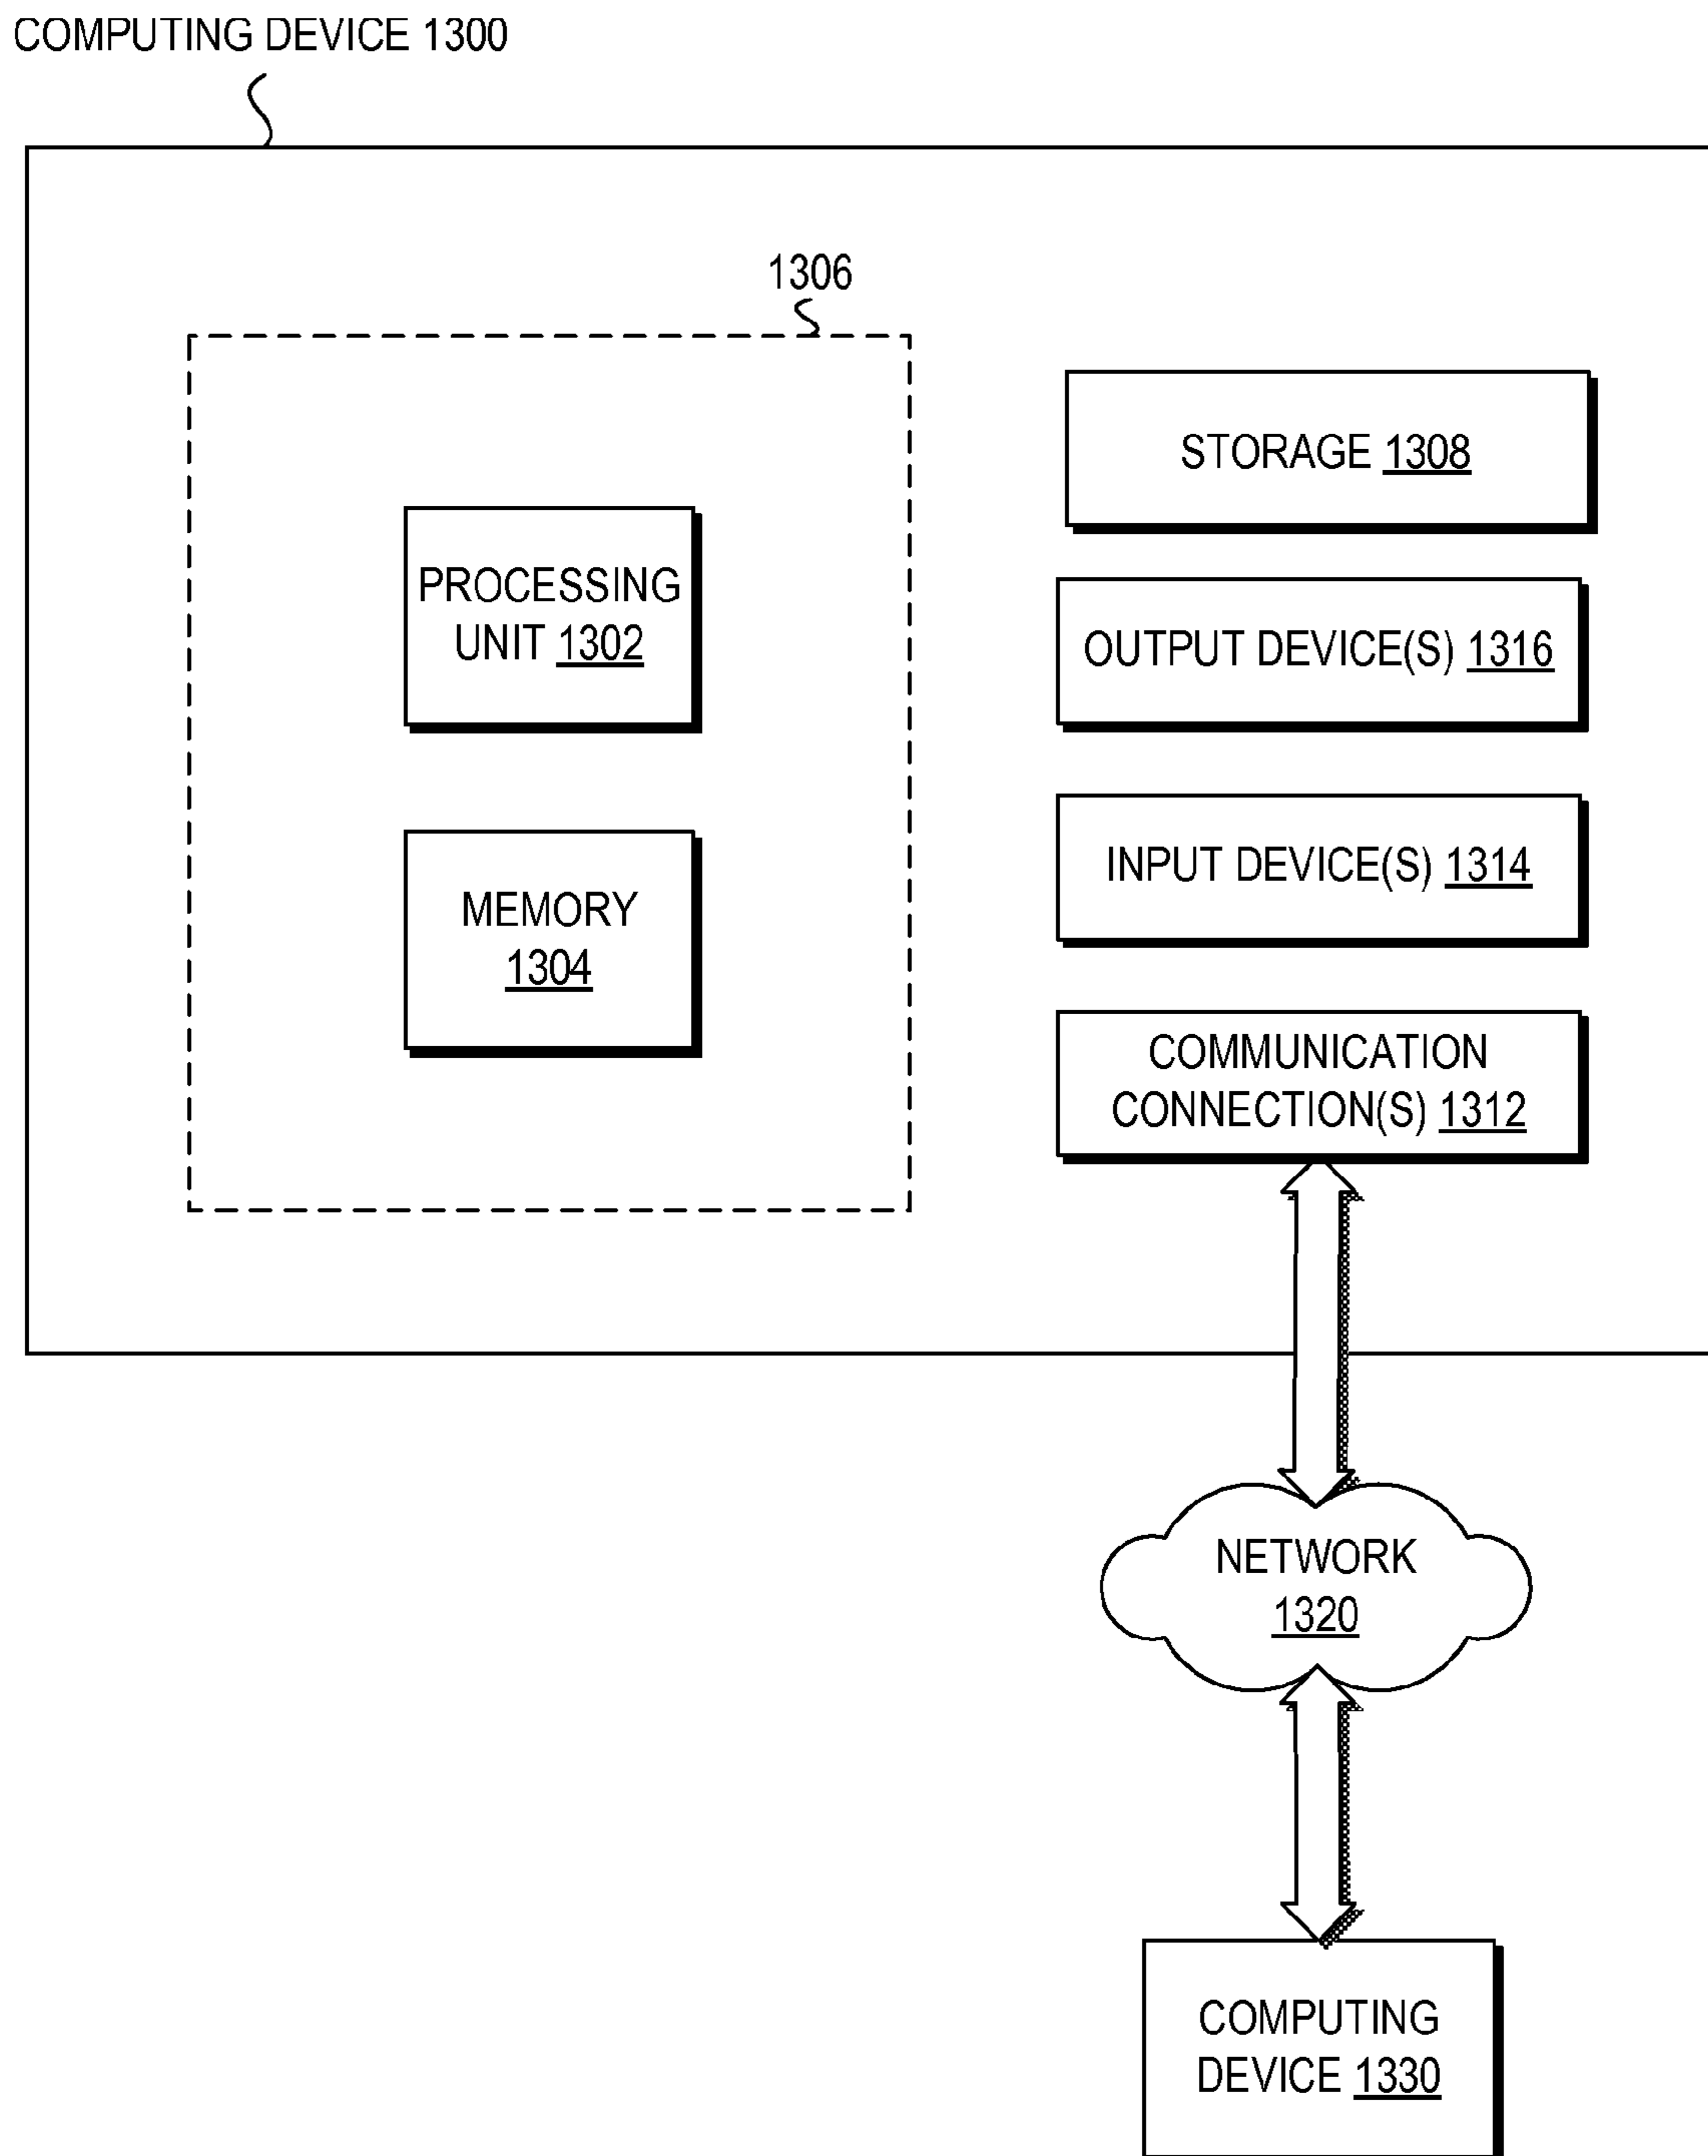 COMPUTING DEVICE 1300
1306
PROCESSING
UNIT 1302
MEMORY
1304
STORAGE 1308
OUTPUT DEVICE(S) 1316
INPUT DEVICE(S) 1314
COMMUNICATION
CONNECTION(S) 1312
NETWORK
1320
COMPUTING
DEVICE 1330